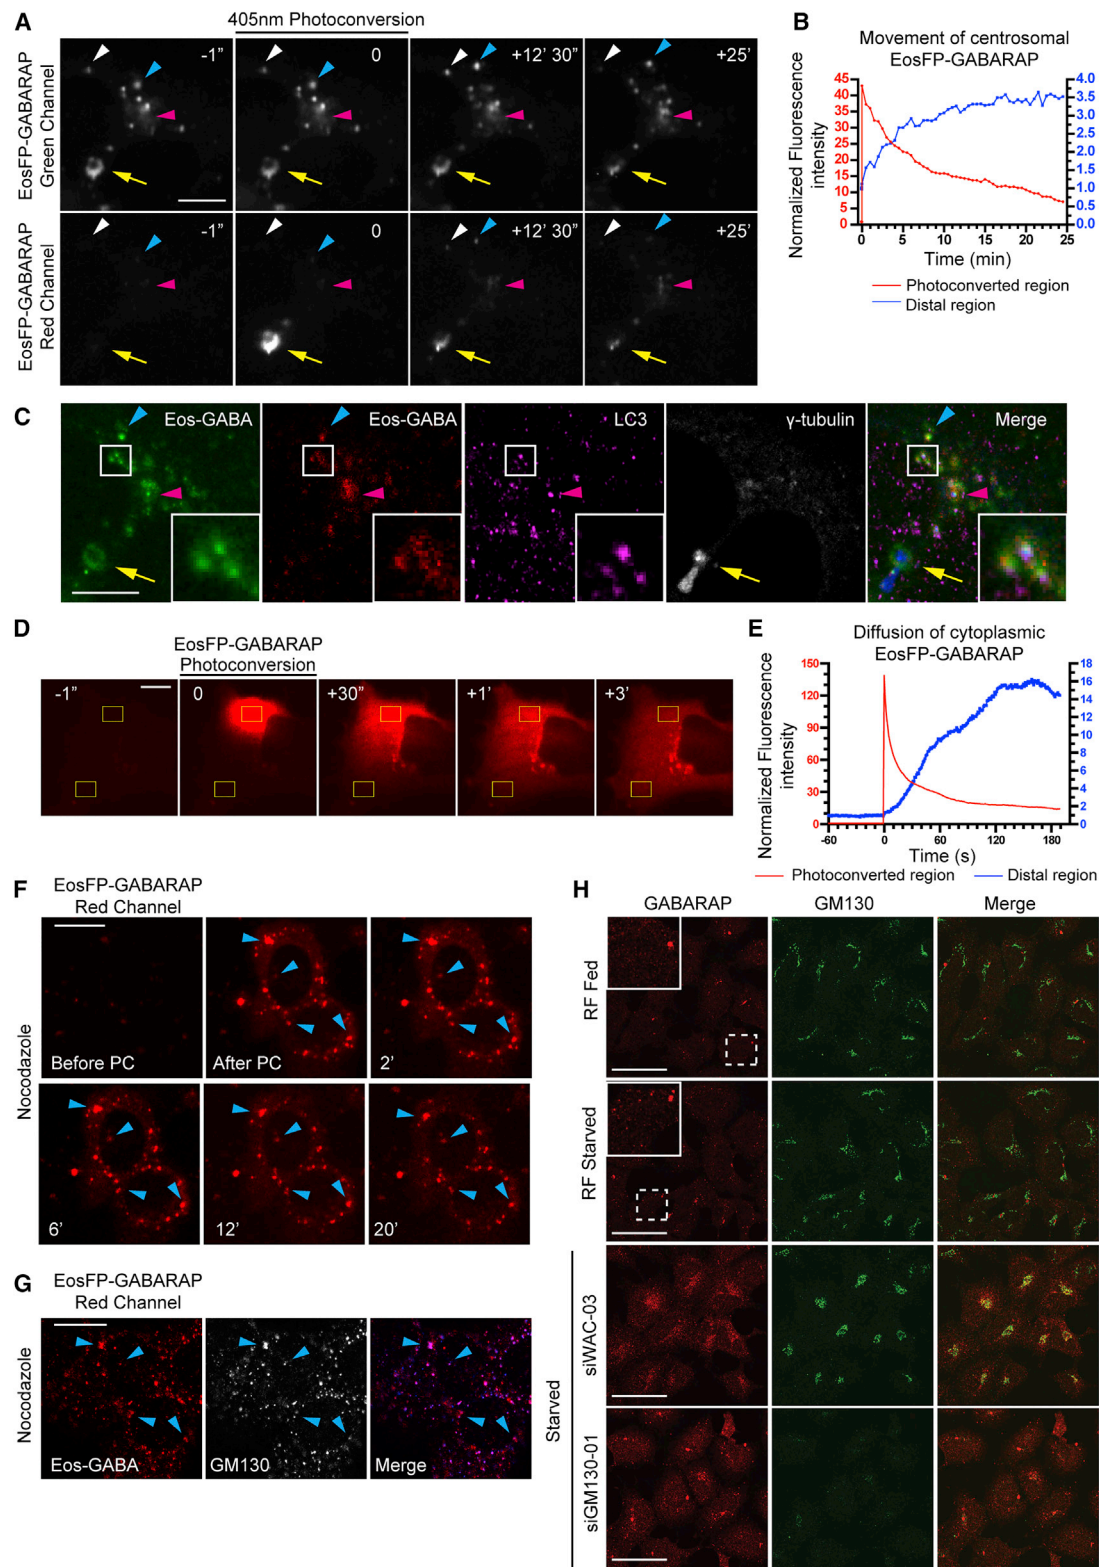 A
405nm Photoconversion
EosFP-GABARAP
Green Channel
-1”
0
+12’ 30”
+25’
EosFP-GABARAP
Red Channel
-1”
0
+12’ 30”
+25’
B
Movement of centrosomal
EosFP-GABARAP
Normalized Fluorescence
intensity
45
40
35
30
25
20
15
10
5
0
4.0
3.5
3.0
2.5
2.0
1.5
1.0
0.5
0.0
0 5 10 15 20 25
Time (min)
Photoconverted region
Distal region
C
Eos-GABA
Eos-GABA
LC3
γ-tubulin
Merge
D
EosFP-GABARAP
Photoconversion
-1”
0
+30”
+1’
+3’
E
Diffusion of cytoplasmic
EosFP-GABARAP
Normalized Fluorescence
intensity
150
120
90
60
30
0
18
16
14
12
10
8
6
4
2
0
-60 0 60 120 180
Time (s)
Photoconverted region
Distal region
F
EosFP-GABARAP
Red Channel
Nocodazole
Before PC
After PC
2’
6’
12’
20’
G
EosFP-GABARAP
Red Channel
Nocodazole
Eos-GABA
GM130
Merge
H
GABARAP
GM130
Merge
RF Fed
RF Starved
Starved
siWAC-03
siGM130-01